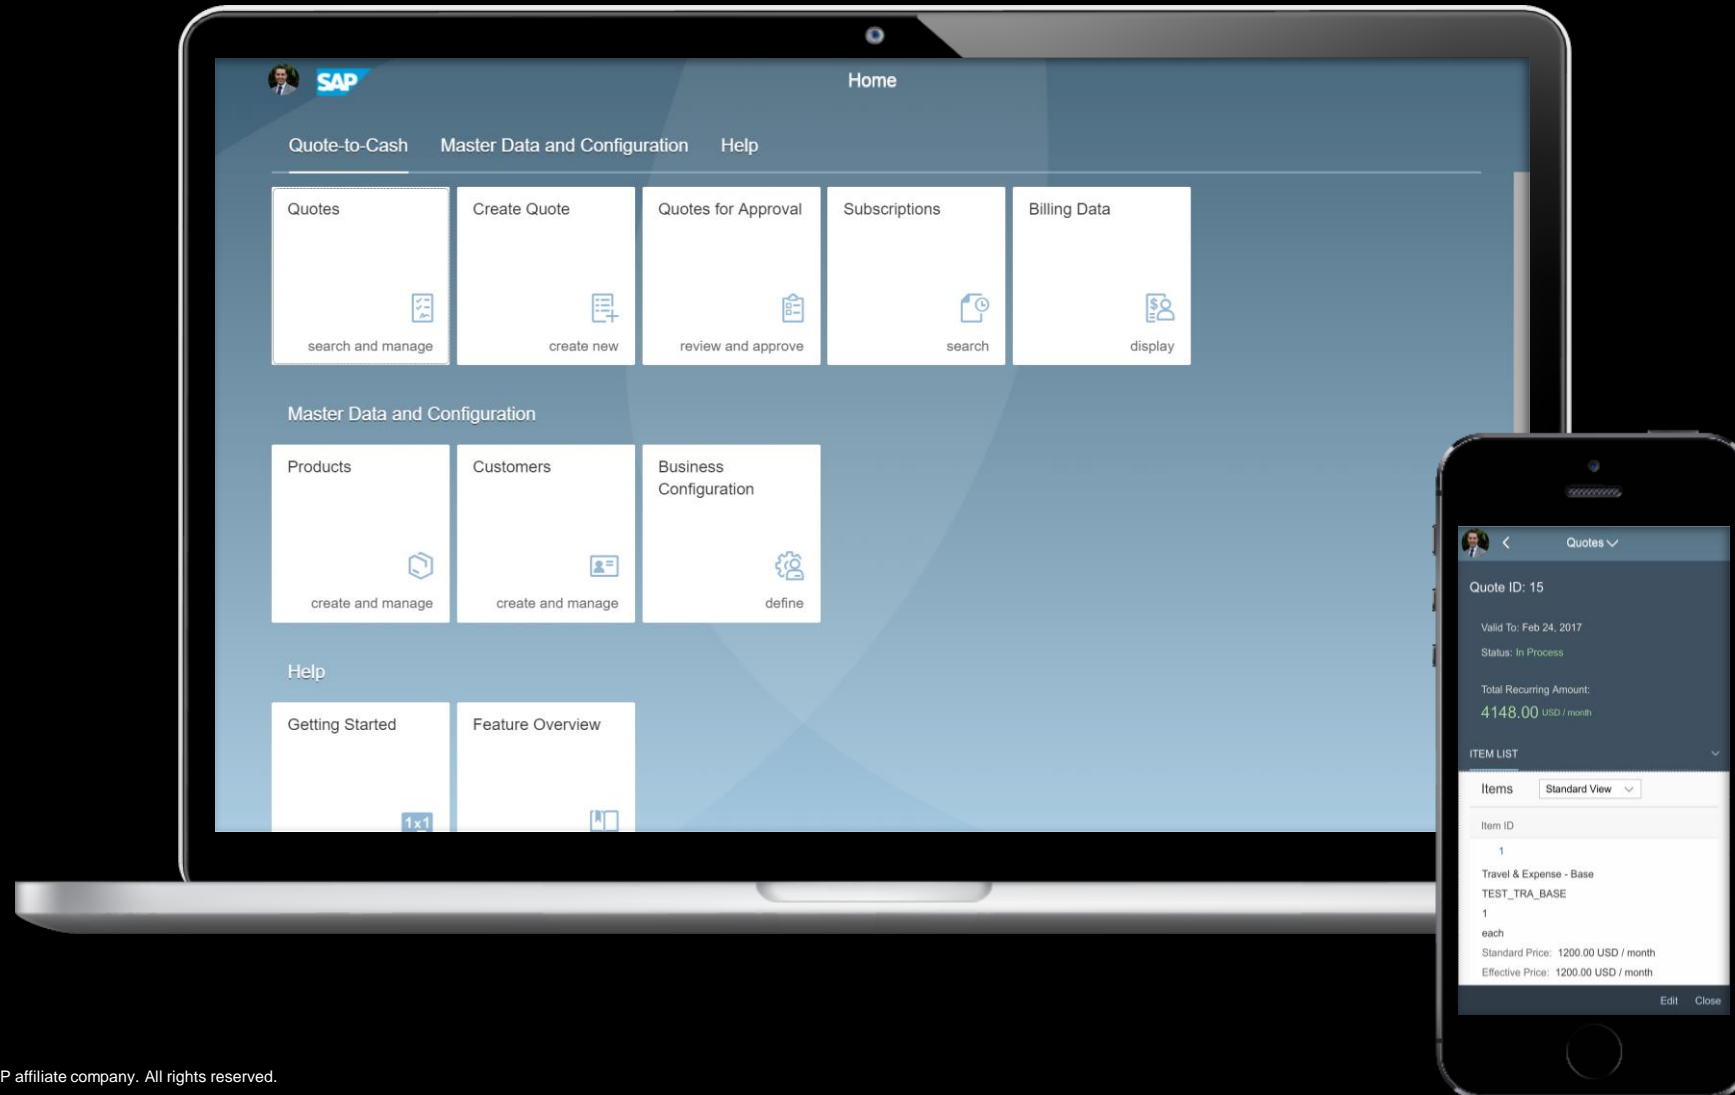 SAP
Home
Quote-to-Cash Master Data and Configuration Help
Quotes
search and manage
Create Quote
create new
Quotes for Approval
review and approve
Subscriptions
search
Billing Data
display
Master Data and Configuration
Products
create and manage
Customers
create and manage
Business
Configuration
define
Help
Getting Started
1x1
Feature Overview
Quotes
Quote ID: 15
Valid To: Feb 24, 2017
Status: In Process
Total Recurring Amount:
4148.00 USD / month
ITEM LIST
Items Standard View
Item ID
1
Travel & Expense - Base
TEST_TRA_BASE
1
each
Standard Price: 1200.00 USD / month
Effective Price: 1200.00 USD / month
Edit Close
P affiliate company. All rights reserved.